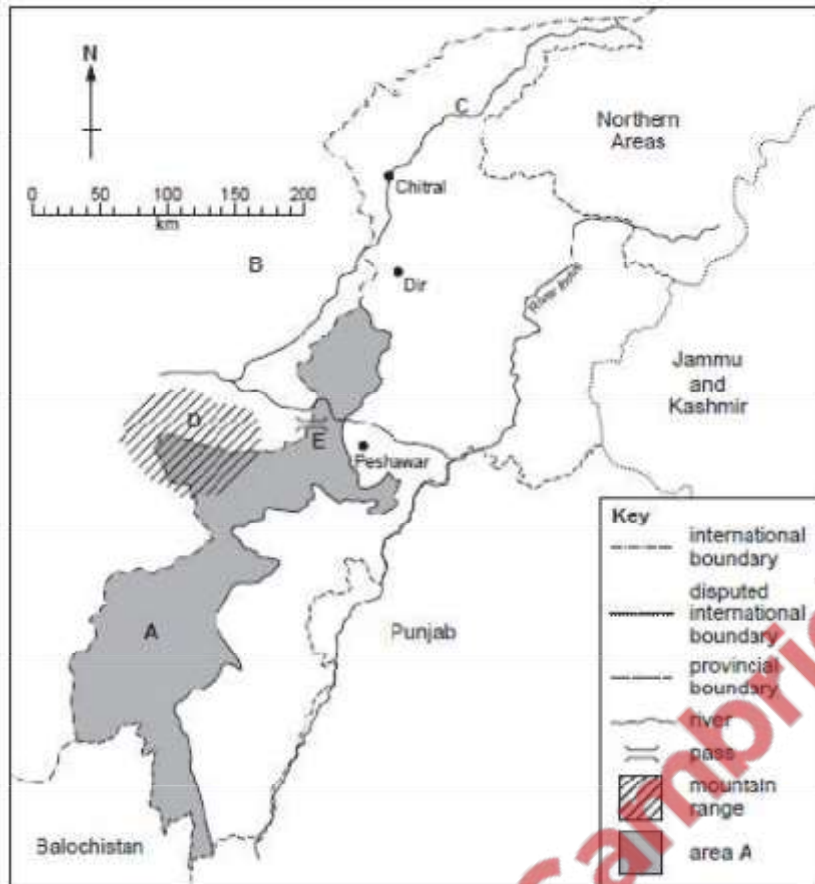 N
C
Northern
Areas
Chitral
0 50 100 150 200
km
B
Dir
River Indus
Jammu
and
Kashmir
D
E
Peshawar
A
Punjab
Balochistan
Key
international
boundary
disputed
international
boundary
provincial
boundary
river
pass
mountain
range
area A